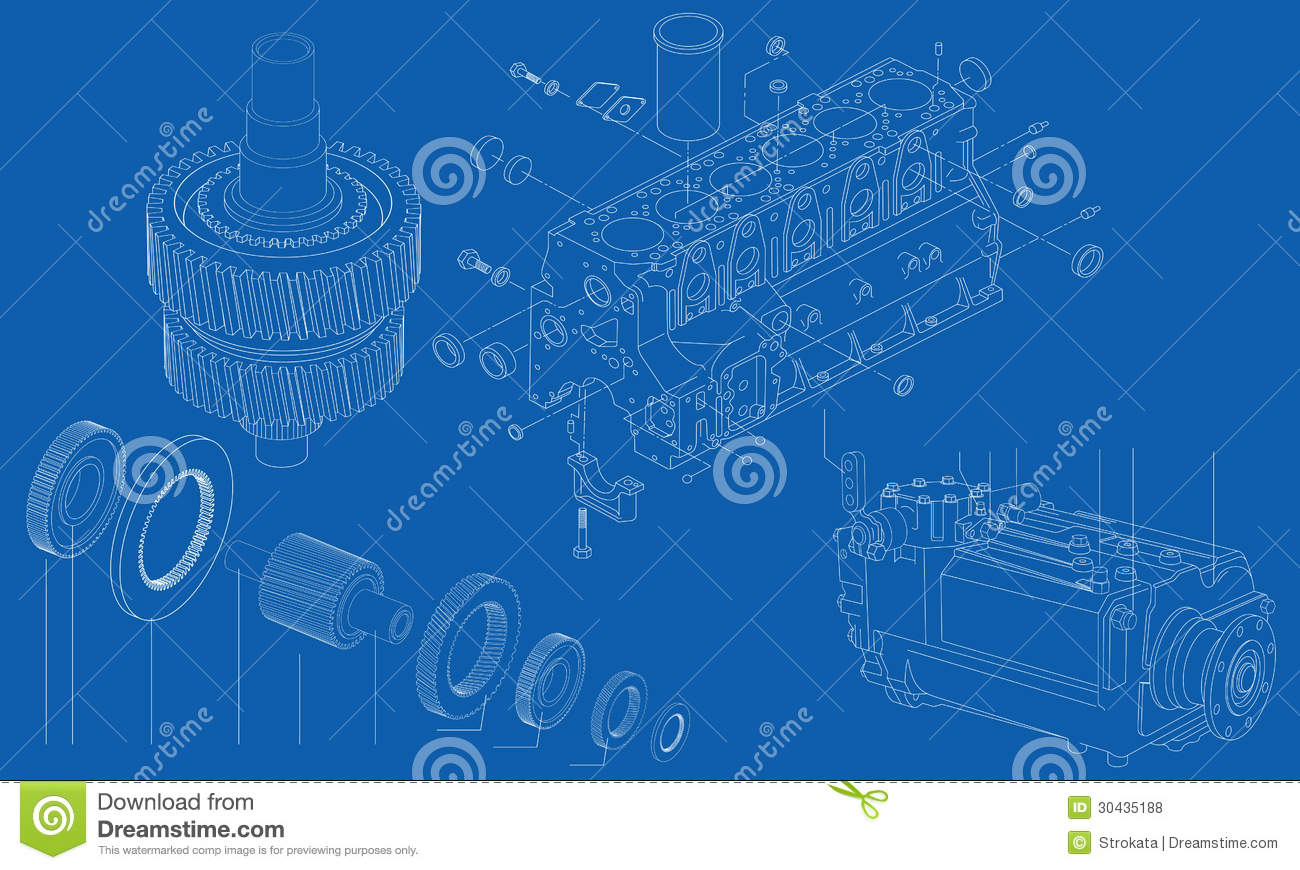 dreamstime
dreamstime
dreamstime
dreamstime
dreamstime
dreamstime
Download from
Dreamstime.com
This watermarked comp image is for previewing purposes only.
ID 30435188
© Strokata | Dreamstime.com